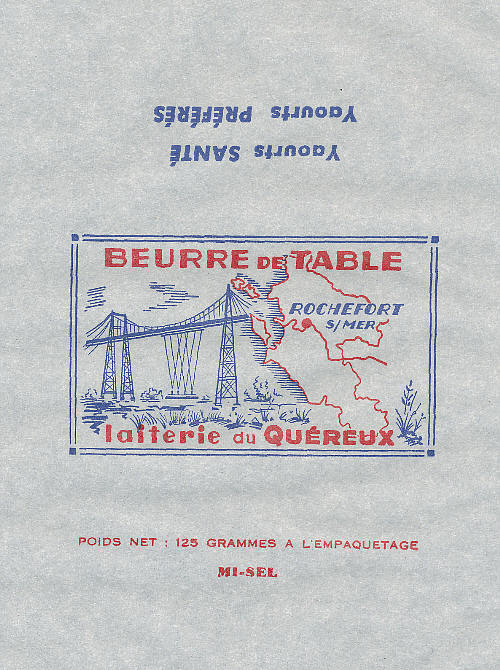 Yaourts SANTÉ
Yaourts PRÉFÉRÉS
BEURRE DE TABLE
ROCHEFORT
S/MER
laiterie du QUÉREUX
POIDS NET : 125 GRAMMES A L'EMPAQUETAGE
MI-SEL